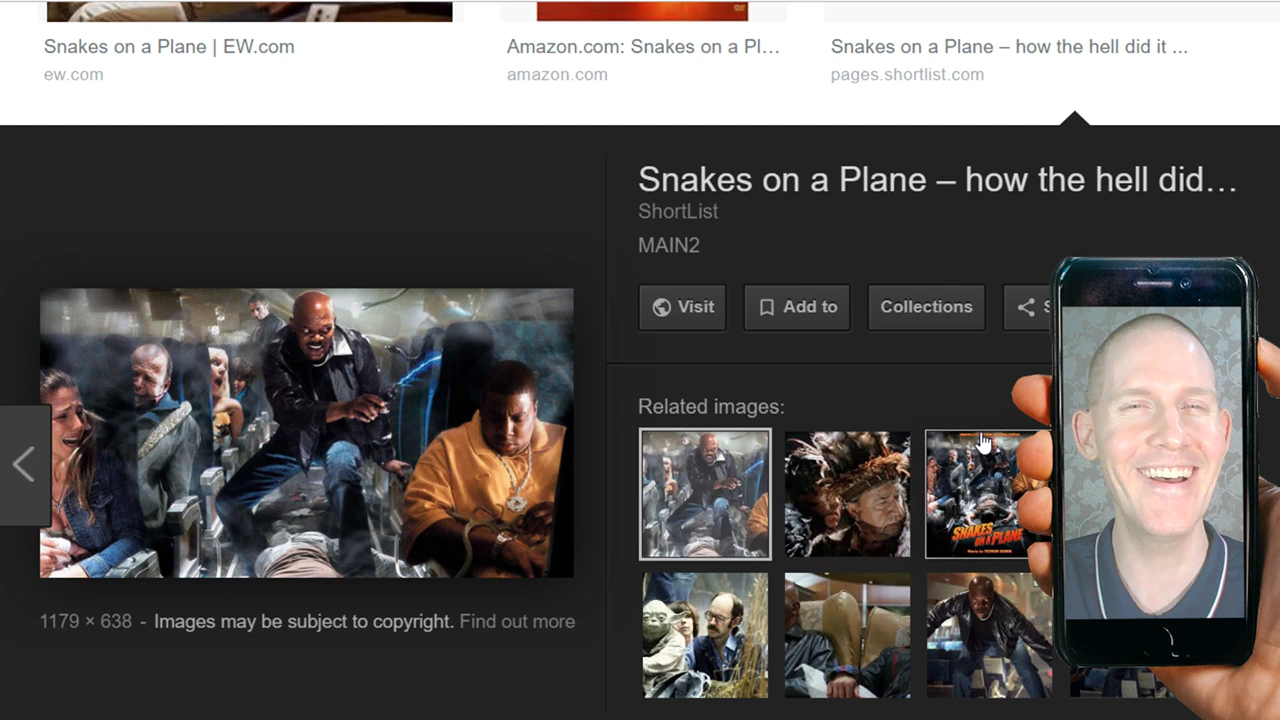 Snakes on a Plane | EW.com
ew.com
Amazon.com: Snakes on a Pl...
amazon.com
Snakes on a Plane – how the hell did it ...
pages.shortlist.com
Snakes on a Plane – how the hell did...
ShortList
MAIN2
Visit
Add to
Collections
Related images:
SNAKES
ON A PLANE
1179 × 638 - Images may be subject to copyright. Find out more